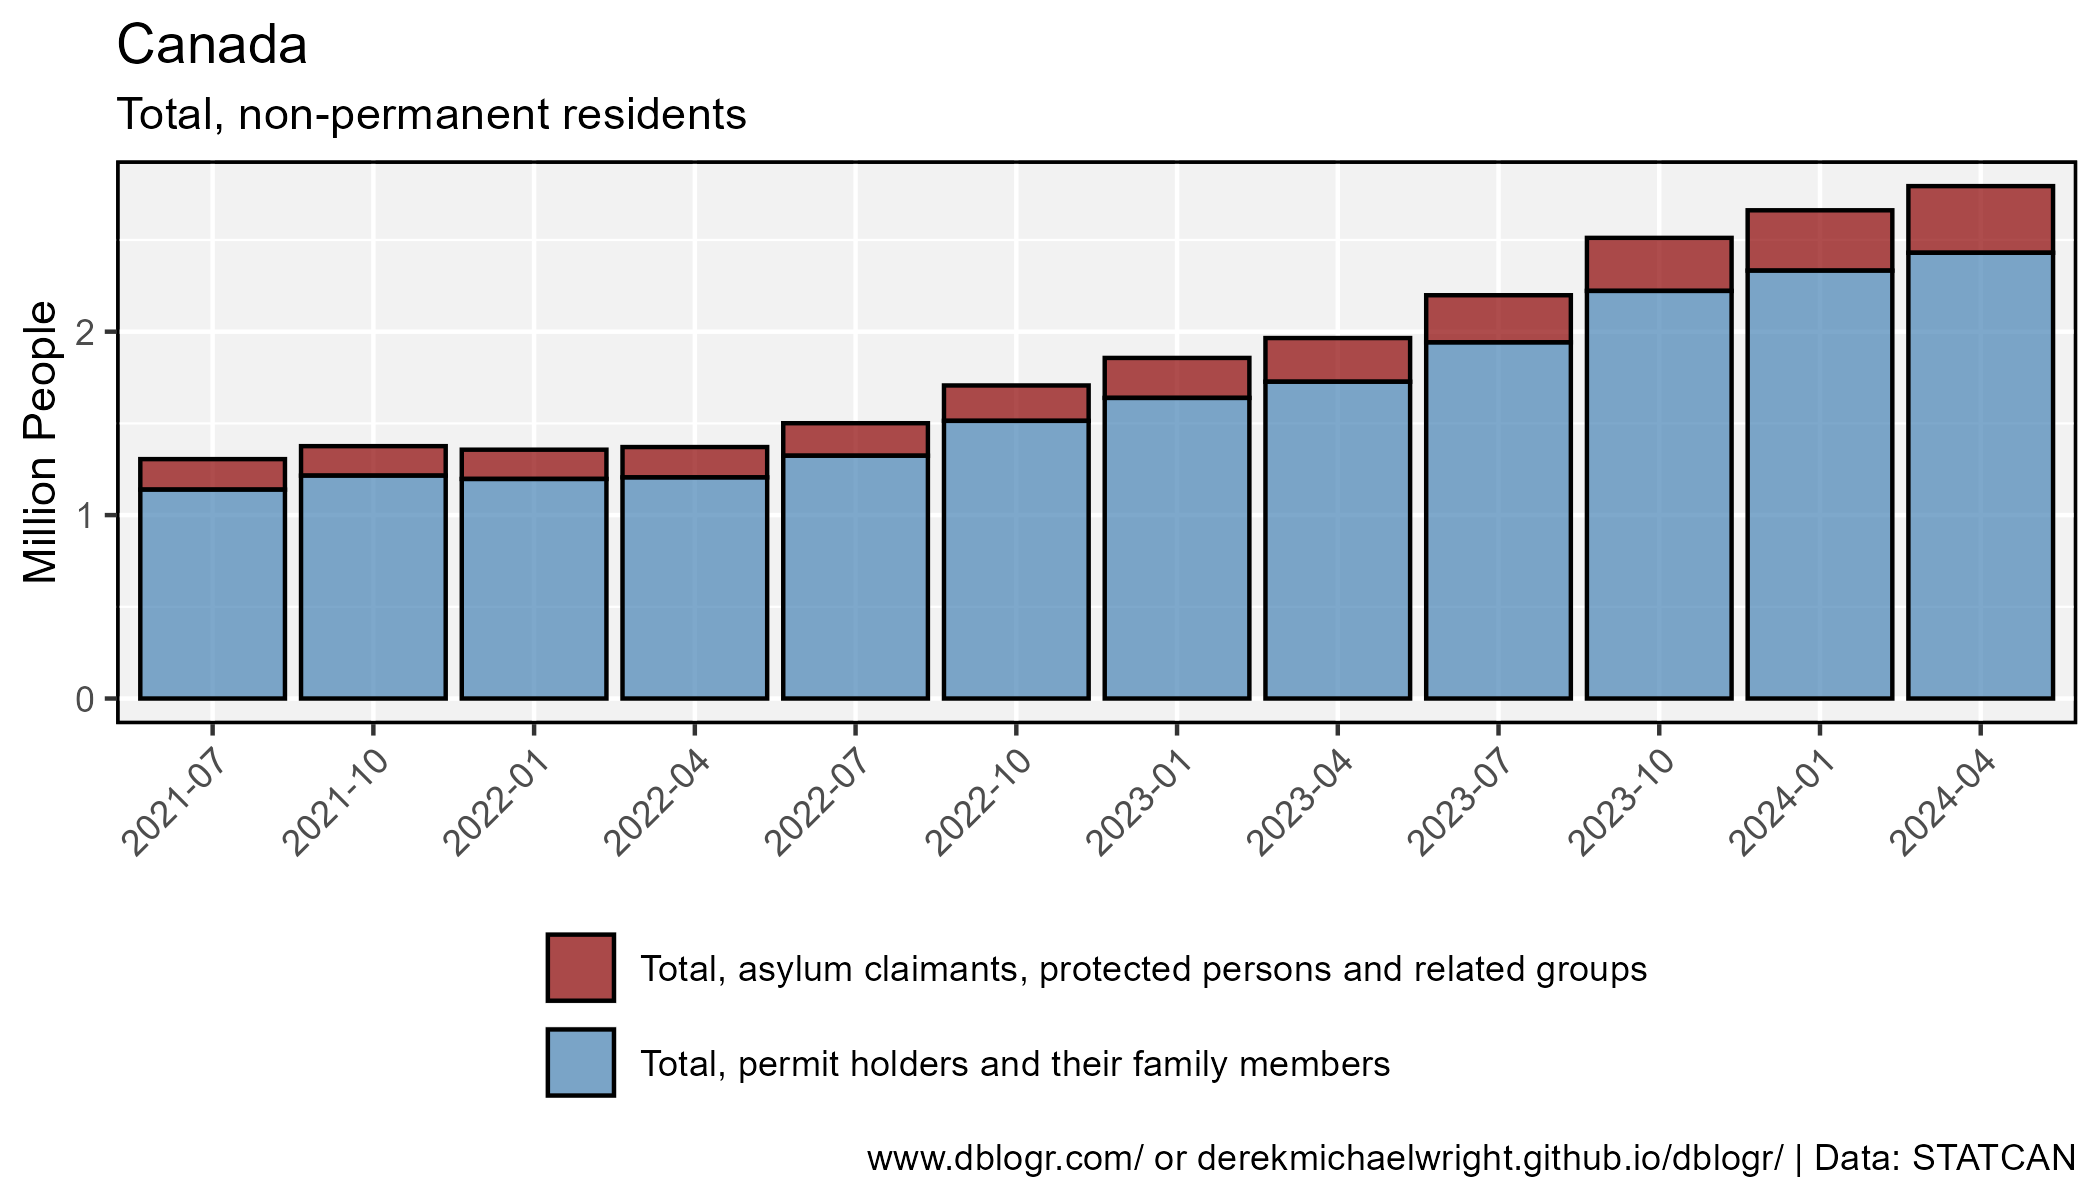 Canada
Total, non-permanent residents
Million People
2
1
0
2021-07
2021-10
2022-01
2022-04
2022-07
2022-10
2023-01
2023-04
2023-07
2023-10
2024-01
2024-04
Total, asylum claimants, protected persons and related groups
Total, permit holders and their family members
www.dblogr.com/ or derekmichaelwright.github.io/dblogr/ | Data: STATCAN